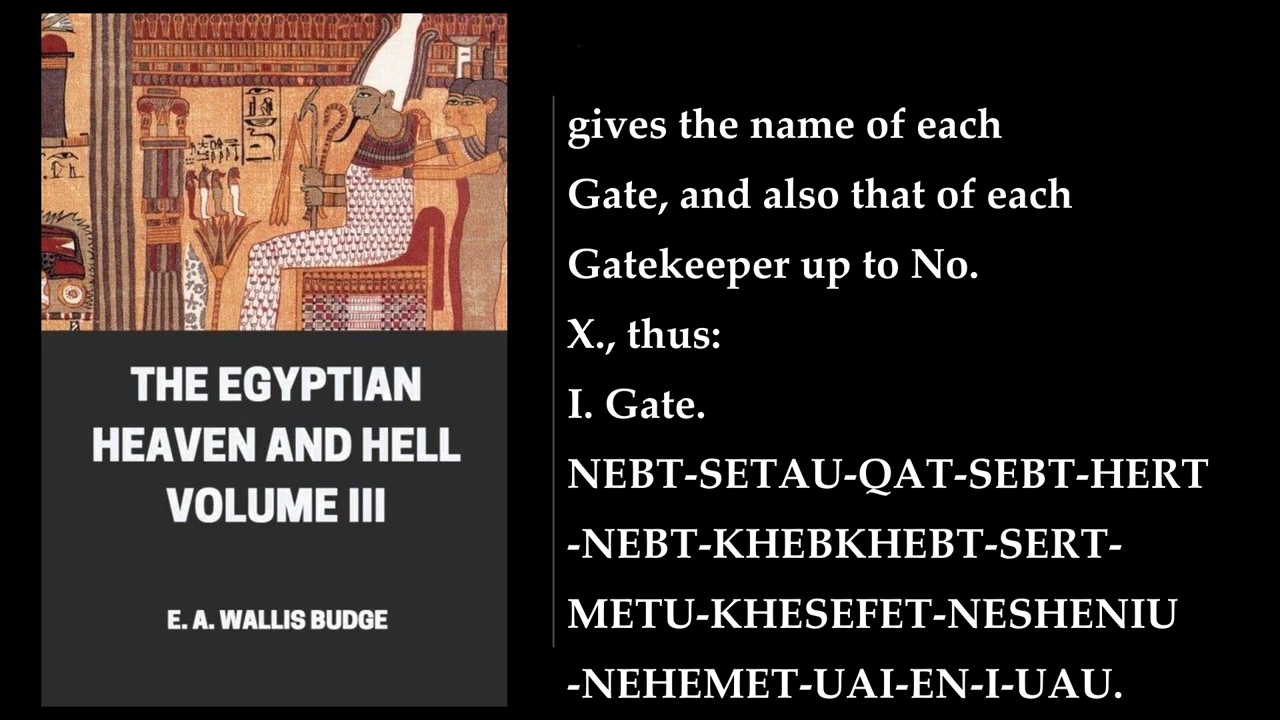 THE EGYPTIAN
HEAVEN AND HELL
VOLUME III
E. A. WALLIS BUDGE
gives the name of each
Gate, and also that of each
Gatekeeper up to No.
X., thus:
I. Gate.
NEBT-SETAU-QAT-SEBT-HERT
-NEBT-KHEBKHEBT-SERT-
METU-KHESEFET-NESHENIU
-NEHEMET-UAI-EN-I-UAU.